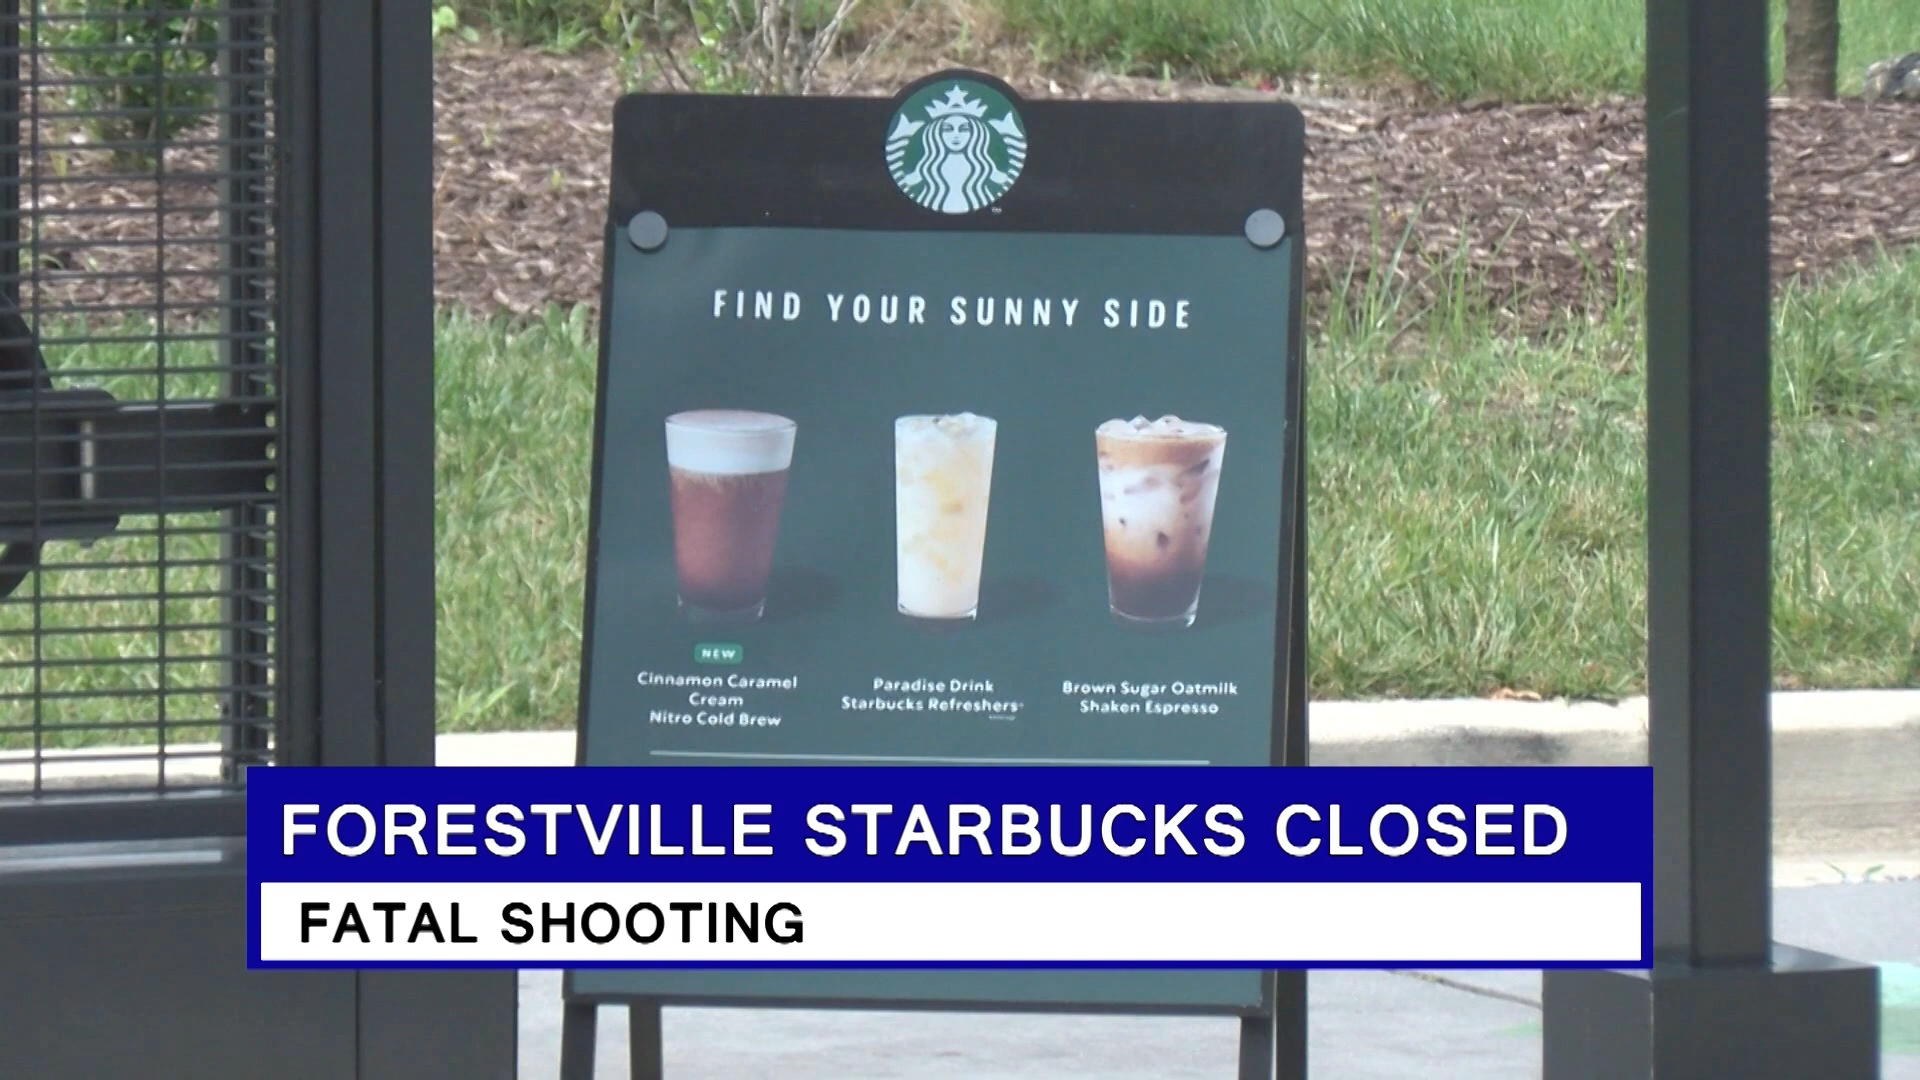 FIND YOUR SUNNY SIDE
NEW
Cinnamon Caramel
Cream
Nitro Cold Brew
Paradise Drink
Starbucks Refreshers
Brown Sugar Oatmilk
Shaken Espresso
FORESTVILLE STARBUCKS CLOSED
FATAL SHOOTING